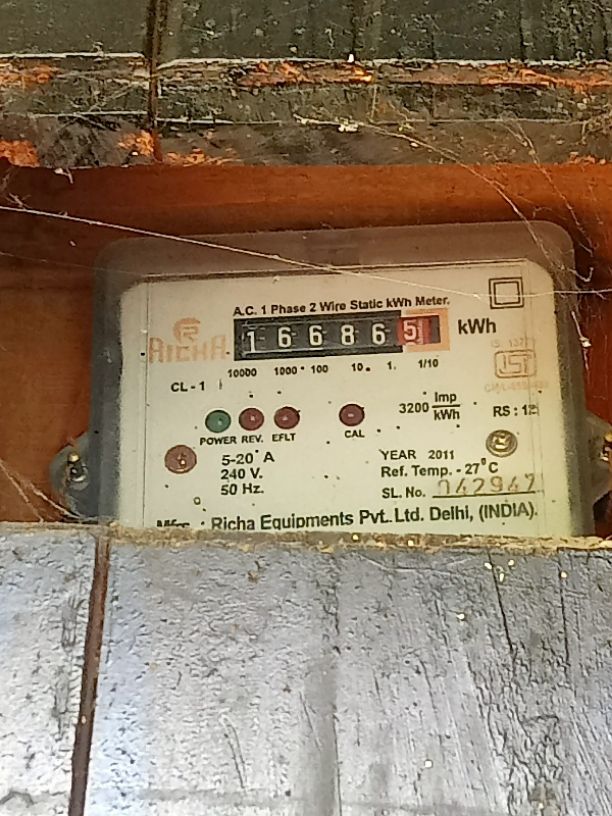 A.C. 1 Phase 2 Wire Static kWh Meter.
RICHA
166865 kWh
10000 1000 100 10 1 1/10
CL-1
3200 Imp/kWh
RS : 12
POWER REV. EFLT CAL
5-20 A
240 V.
50 Hz.
YEAR 2011
Ref. Temp. - 27°C
SL. No. 042947
: Richa Equipments Pvt. Ltd. Delhi, (INDIA).